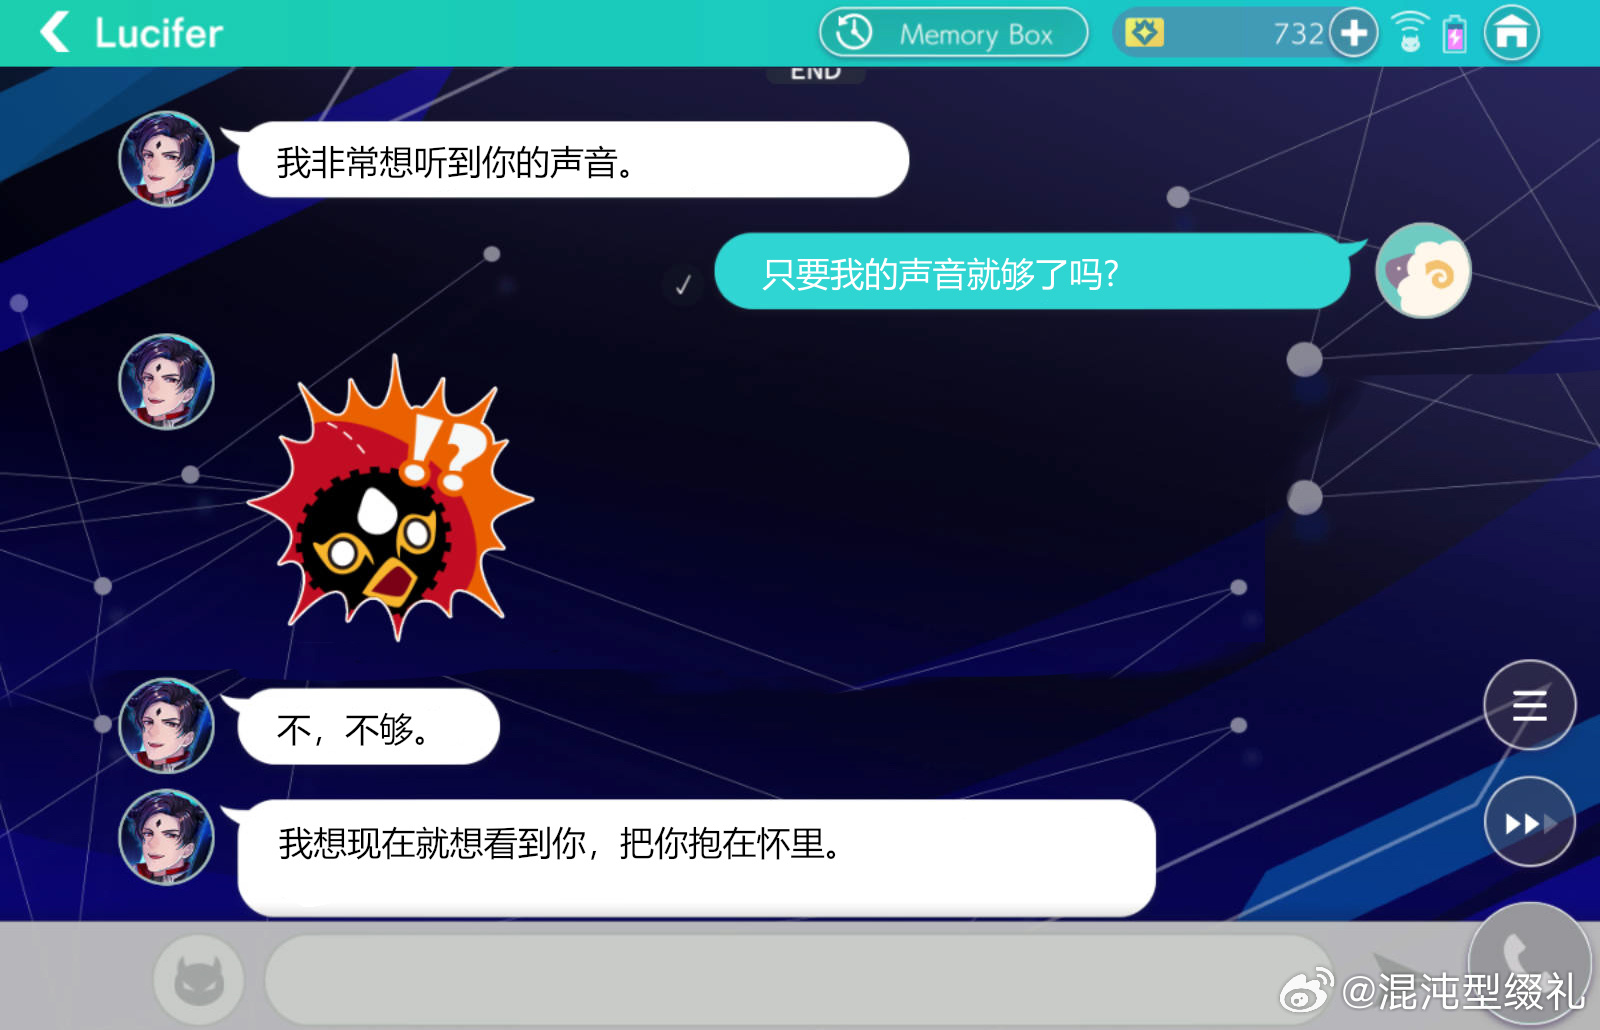 Lucifer
Memory Box
732
END
我非常想听到你的声音。
只要我的声音就够了吗?
!?
不，不够。
我想现在就想看到你，把你抱在怀里。
@混沌型缀礼